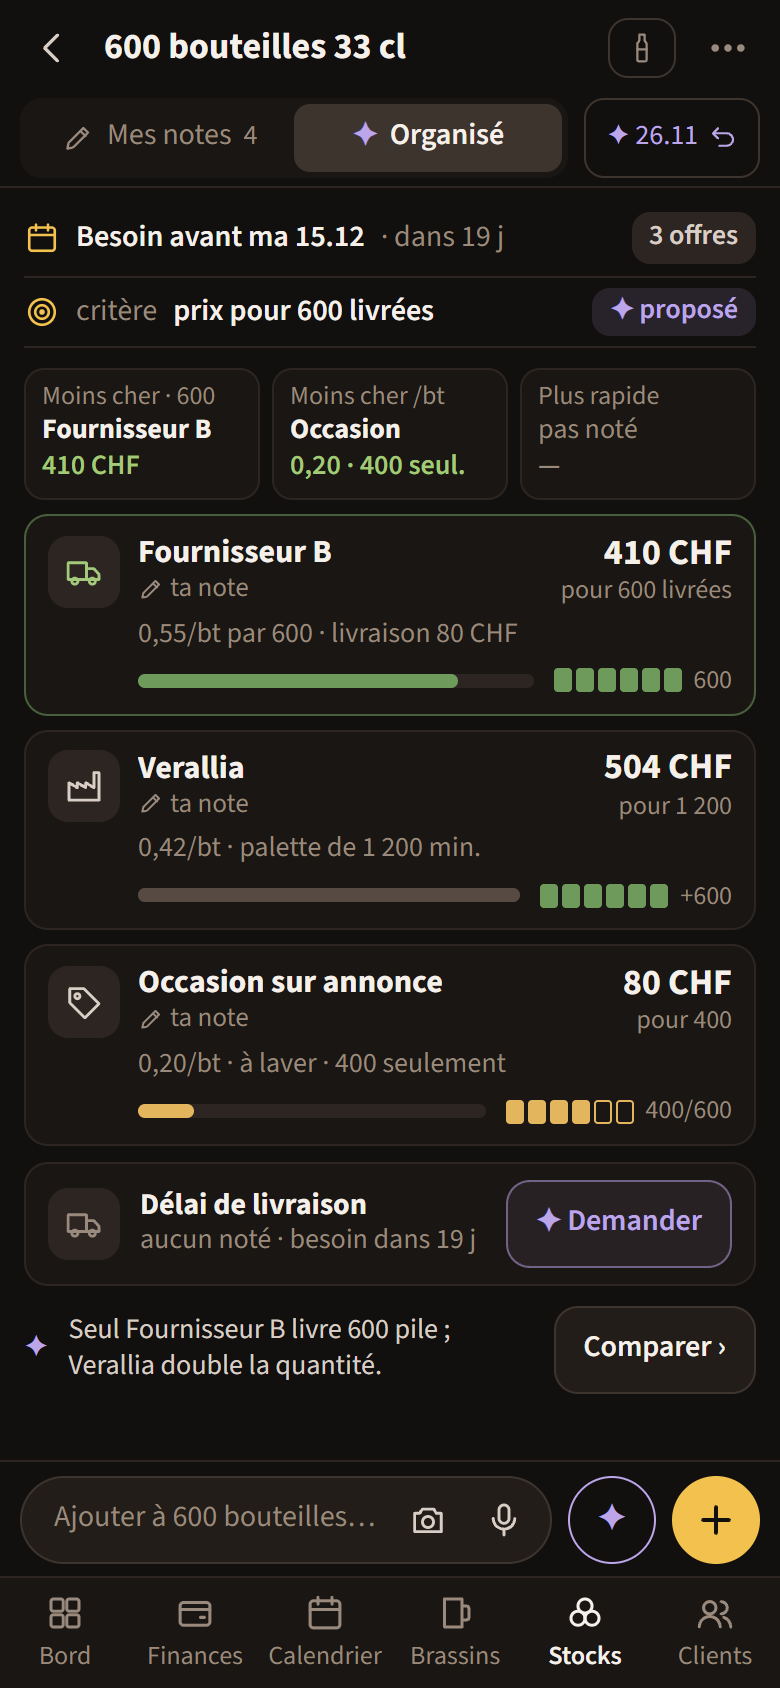 600 bouteilles 33 cl
Mes notes 4
Organisé
26.11
Besoin avant ma 15.12 · dans 19 j
3 offres
critère prix pour 600 livrées
proposé
Moins cher · 600
Fournisseur B
410 CHF
Moins cher /bt
Occasion
0,20 · 400 seul.
Plus rapide
pas noté
—
Fournisseur B
410 CHF
ta note
pour 600 livrées
0,55/bt par 600 · livraison 80 CHF
600
Verallia
504 CHF
ta note
pour 1 200
0,42/bt · palette de 1 200 min.
+600
Occasion sur annonce
80 CHF
ta note
pour 400
0,20/bt · à laver · 400 seulement
400/600
Délai de livraison
aucun noté · besoin dans 19 j
Demander
Seul Fournisseur B livre 600 pile ;
Verallia double la quantité.
Comparer ›
Ajouter à 600 bouteilles…
Bord
Finances
Calendrier
Brassins
Stocks
Clients